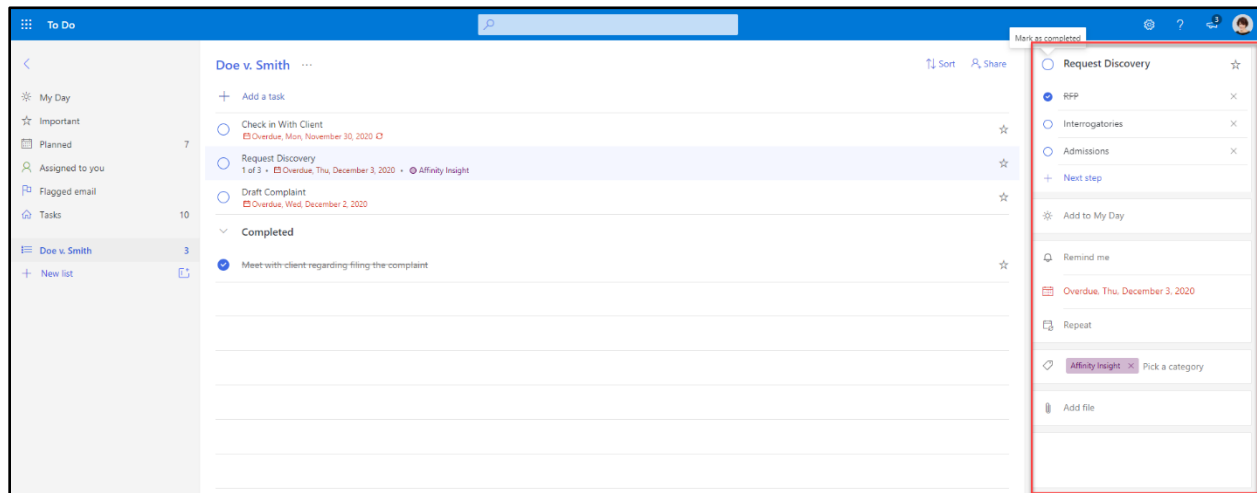 To Do
3
Mark as completed
My Day
Important
Planned 7
Assigned to you
Flagged email
Tasks 10
Doe v. Smith 3
New list
Doe v. Smith ...
Sort Share
Add a task
Check in With Client
Overdue, Mon, November 30, 2020
Request Discovery
1 of 3 • Overdue, Thu, December 3, 2020 • Affinity Insight
Draft Complaint
Overdue, Wed, December 2, 2020
Completed
Meet with client regarding filing the complaint
Request Discovery
RFP
Interrogatories
Admissions
Next step
Add to My Day
Remind me
Overdue, Thu, December 3, 2020
Repeat
Affinity Insight × Pick a category
Add file